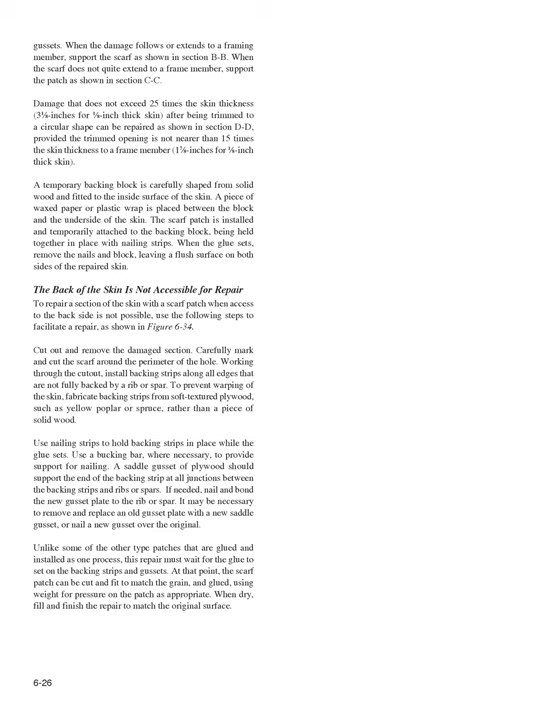 gussets. When the damage follows or extends to a framing
member, support the scarf as shown in section B-B. When
the scarf does not quite extend to a frame member, support
the patch as shown in section C-C.
Damage that does not exceed 25 times the skin thickness
(3⅛-inches for ⅛-inch thick skin) after being trimmed to
a circular shape can be repaired as shown in section D-D,
provided the trimmed opening is not nearer than 15 times
the skin thickness to a frame member (1⅞-inches for ⅛-inch
thick skin).
A temporary backing block is carefully shaped from solid
wood and fitted to the inside surface of the skin. A piece of
waxed paper or plastic wrap is placed between the block
and the underside of the skin. The scarf patch is installed
and temporarily attached to the backing block, being held
together in place with nailing strips. When the glue sets,
remove the nails and block, leaving a flush surface on both
sides of the repaired skin.
The Back of the Skin Is Not Accessible for Repair
To repair a section of the skin with a scarf patch when access
to the back side is not possible, use the following steps to
facilitate a repair, as shown in Figure 6-34.
Cut out and remove the damaged section. Carefully mark
and cut the scarf around the perimeter of the hole. Working
through the cutout, install backing strips along all edges that
are not fully backed by a rib or spar. To prevent warping of
the skin, fabricate backing strips from soft-textured plywood,
such as yellow poplar or spruce, rather than a piece of
solid wood.
Use nailing strips to hold backing strips in place while the
glue sets. Use a bucking bar, where necessary, to provide
support for nailing. A saddle gusset of plywood should
support the end of the backing strip at all junctions between
the backing strips and ribs or spars. If needed, nail and bond
the new gusset plate to the rib or spar. It may be necessary
to remove and replace an old gusset plate with a new saddle
gusset, or nail a new gusset over the original.
Unlike some of the other type patches that are glued and
installed as one process, this repair must wait for the glue to
set on the backing strips and gussets. At that point, the scarf
patch can be cut and fit to match the grain, and glued, using
weight for pressure on the patch as appropriate. When dry,
fill and finish the repair to match the original surface.
6-26